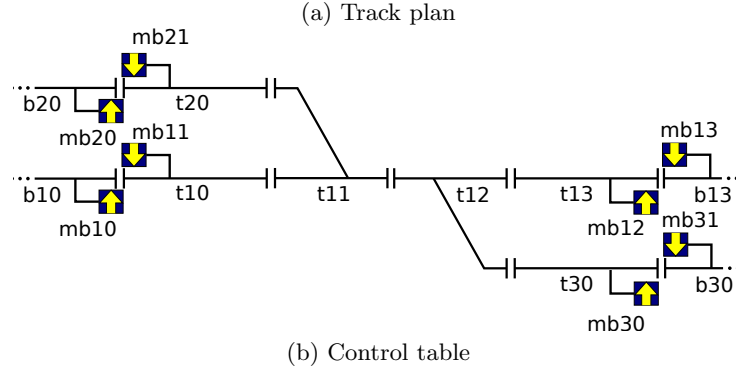 (a) Track plan
mb21
b20
t20
mb20
mb11
mb13
b10
t10
t11
t12
t13
b13
mb10
mb12
mb31
t30
b30
mb30
(b) Control table